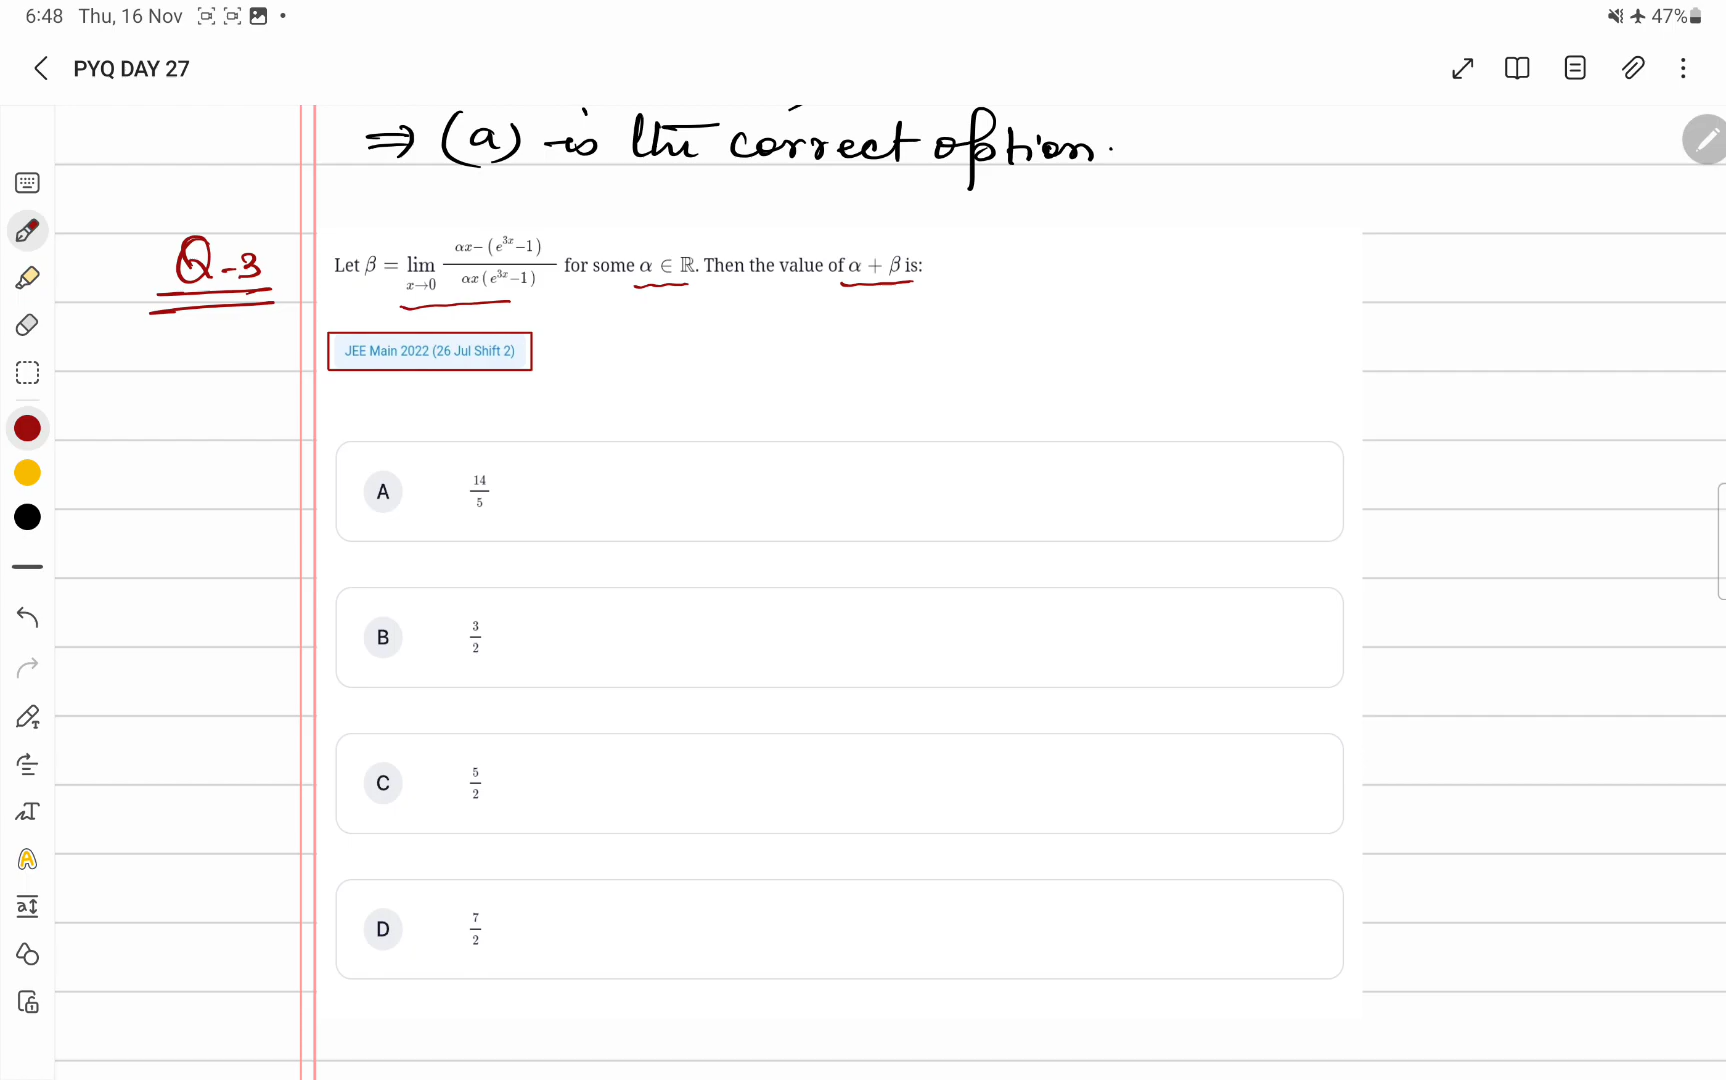 6:48 Thu, 16 Nov 47%
PYQ DAY 27
⇒ (a) is the correct option.
Q-3
Let β = lim x→0 (αx−(e^{3x}−1))/(αx(e^{3x}−1)) for some α ∈ ℝ. Then the value of α + β is:
JEE Main 2022 (26 Jul Shift 2)
A 14/5
B 3/2
C 5/2
D 7/2